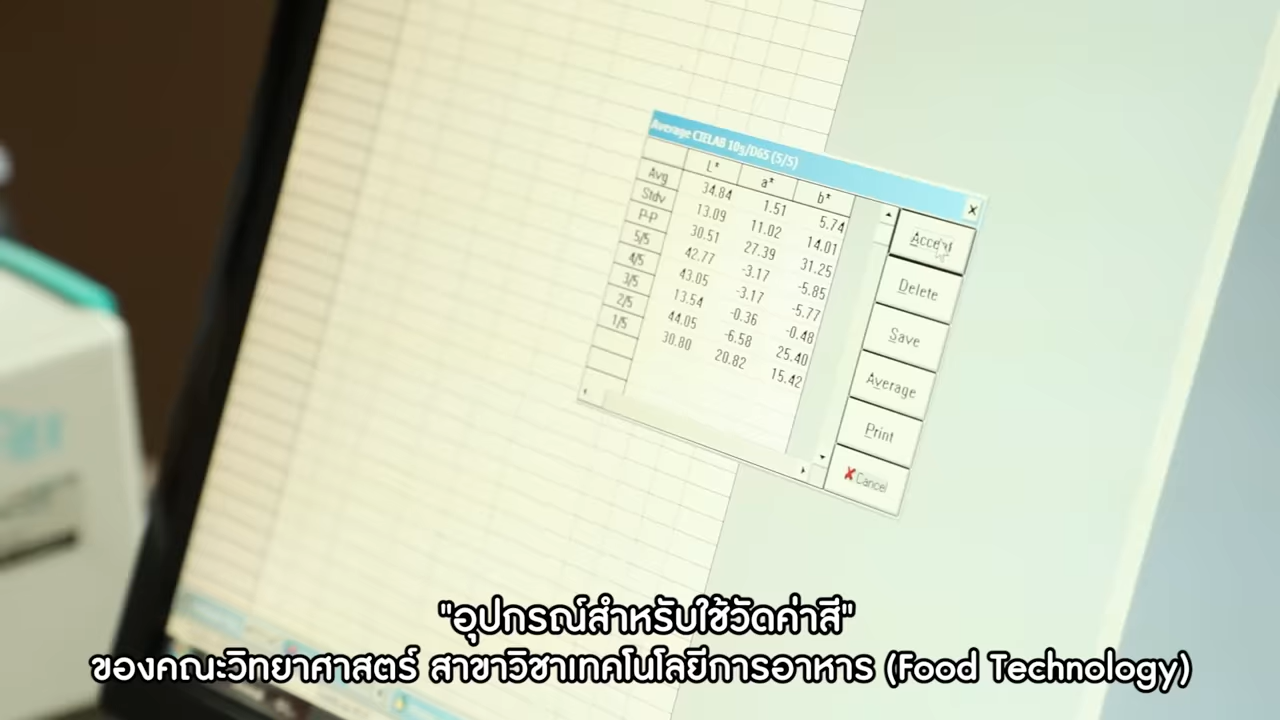 Average CIELAB 10°/D65 (5/5)
L* a* b*
Avg 34.84 1.51 5.74
Stdv 13.09 11.02 14.01
P-P 30.51 27.39 31.25
5/5 42.77 -3.17 -5.85
4/5 43.05 -3.17 -5.77
3/5 13.54 -0.36 -0.48
2/5 44.05 -6.58 25.40
1/5 30.80 20.82 15.42
Accept
Delete
Save
Average
Print
Cancel
"อุปกรณ์สำหรับใช้วัดค่าสี"
ของคณะวิทยาศาสตร์ สาขาวิชาเทคโนโลยีการอาหาร (Food Technology)